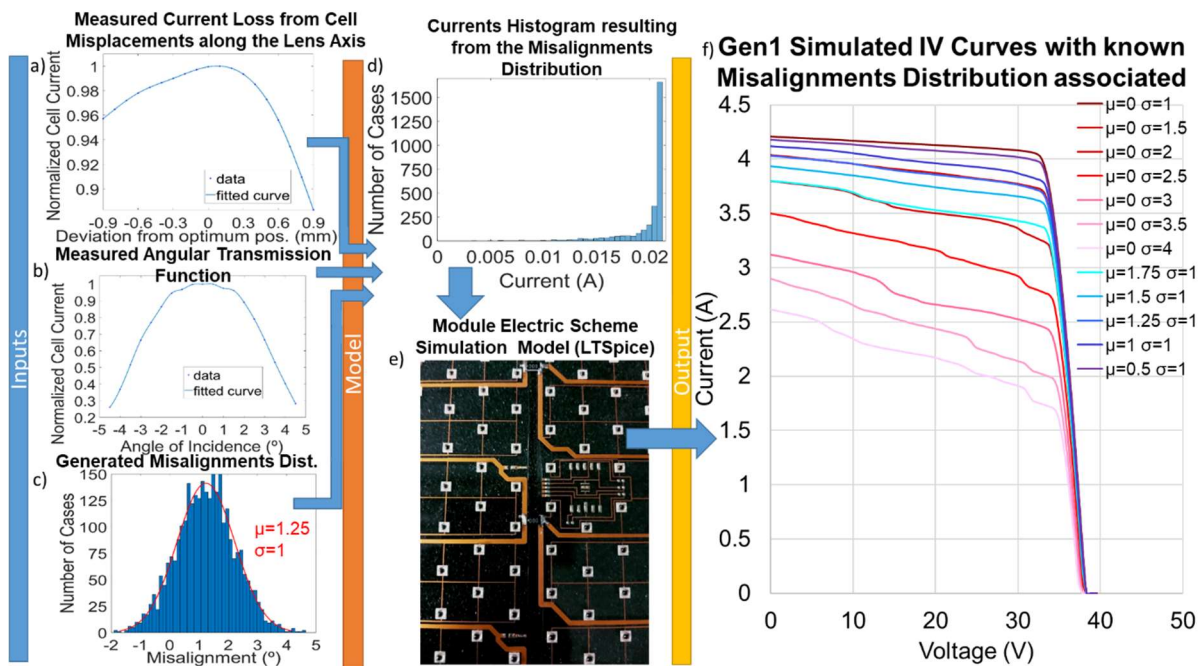 Inputs
Measured Current Loss from Cell
Misplacements along the Lens Axis
a)
Normalized Cell Current
1
0.98
0.96
0.94
0.92
0.9
data
fitted curve
-0.9 -0.6 -0.3 0 0.3 0.6 0.9
Deviation from optimum pos. (mm)
b) Measured Angular Transmission
Function
Normalized Cell Current
1
0.9
0.8
0.7
0.6
0.5
0.4
0.3
0.2
data
fitted curve
-5 -4 -3 -2 -1 0 1 2 3 4 5
Angle of Incidence (º)
Generated Misalignments Dist.
c)
Number of Cases
150
125
100
75
50
25
0
μ=1.25
σ=1
-2 -1 0 1 2 3 4 5
Misalignment (º)
Model
Currents Histogram resulting
from the Misalignments
Distribution
d)
Number of Cases
1500
1250
1000
750
500
250
0
0 0.005 0.01 0.015 0.02
Current (A)
Module Electric Scheme
Simulation Model (LTSpice)
e)
Output
f) Gen1 Simulated IV Curves with known
Misalignments Distribution associated
Current (A)
4.5
4
3.5
3
2.5
2
1.5
1
0.5
0
0 10 20 30 40 50
Voltage (V)
μ=0 σ=1
μ=0 σ=1.5
μ=0 σ=2
μ=0 σ=2.5
μ=0 σ=3
μ=0 σ=3.5
μ=0 σ=4
μ=1.75 σ=1
μ=1.5 σ=1
μ=1.25 σ=1
μ=1 σ=1
μ=0.5 σ=1